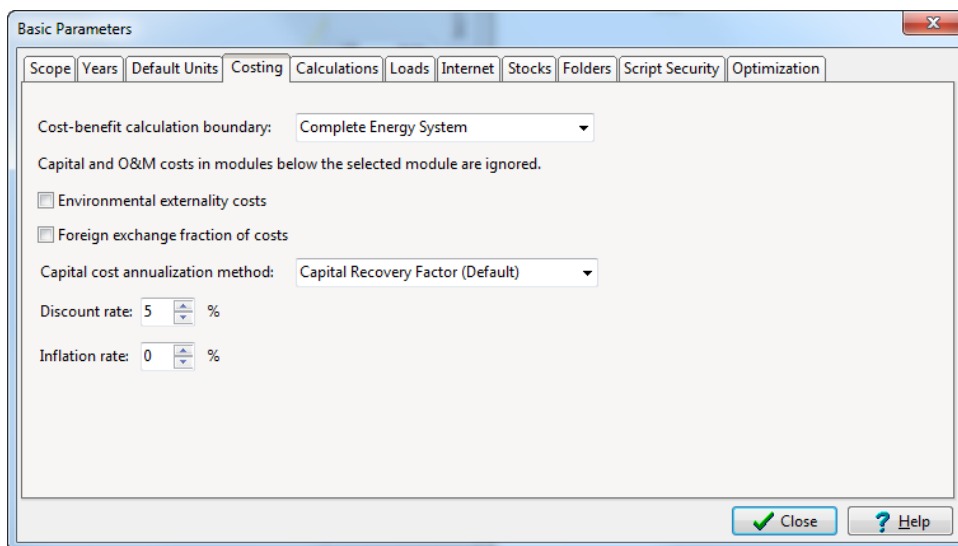 Basic Parameters
Scope Years Default Units Costing Calculations Loads Internet Stocks Folders Script Security Optimization
Cost-benefit calculation boundary: Complete Energy System
Capital and O&M costs in modules below the selected module are ignored.
Environmental externality costs
Foreign exchange fraction of costs
Capital cost annualization method: Capital Recovery Factor (Default)
Discount rate: 5 %
Inflation rate: 0 %
Close ? Help